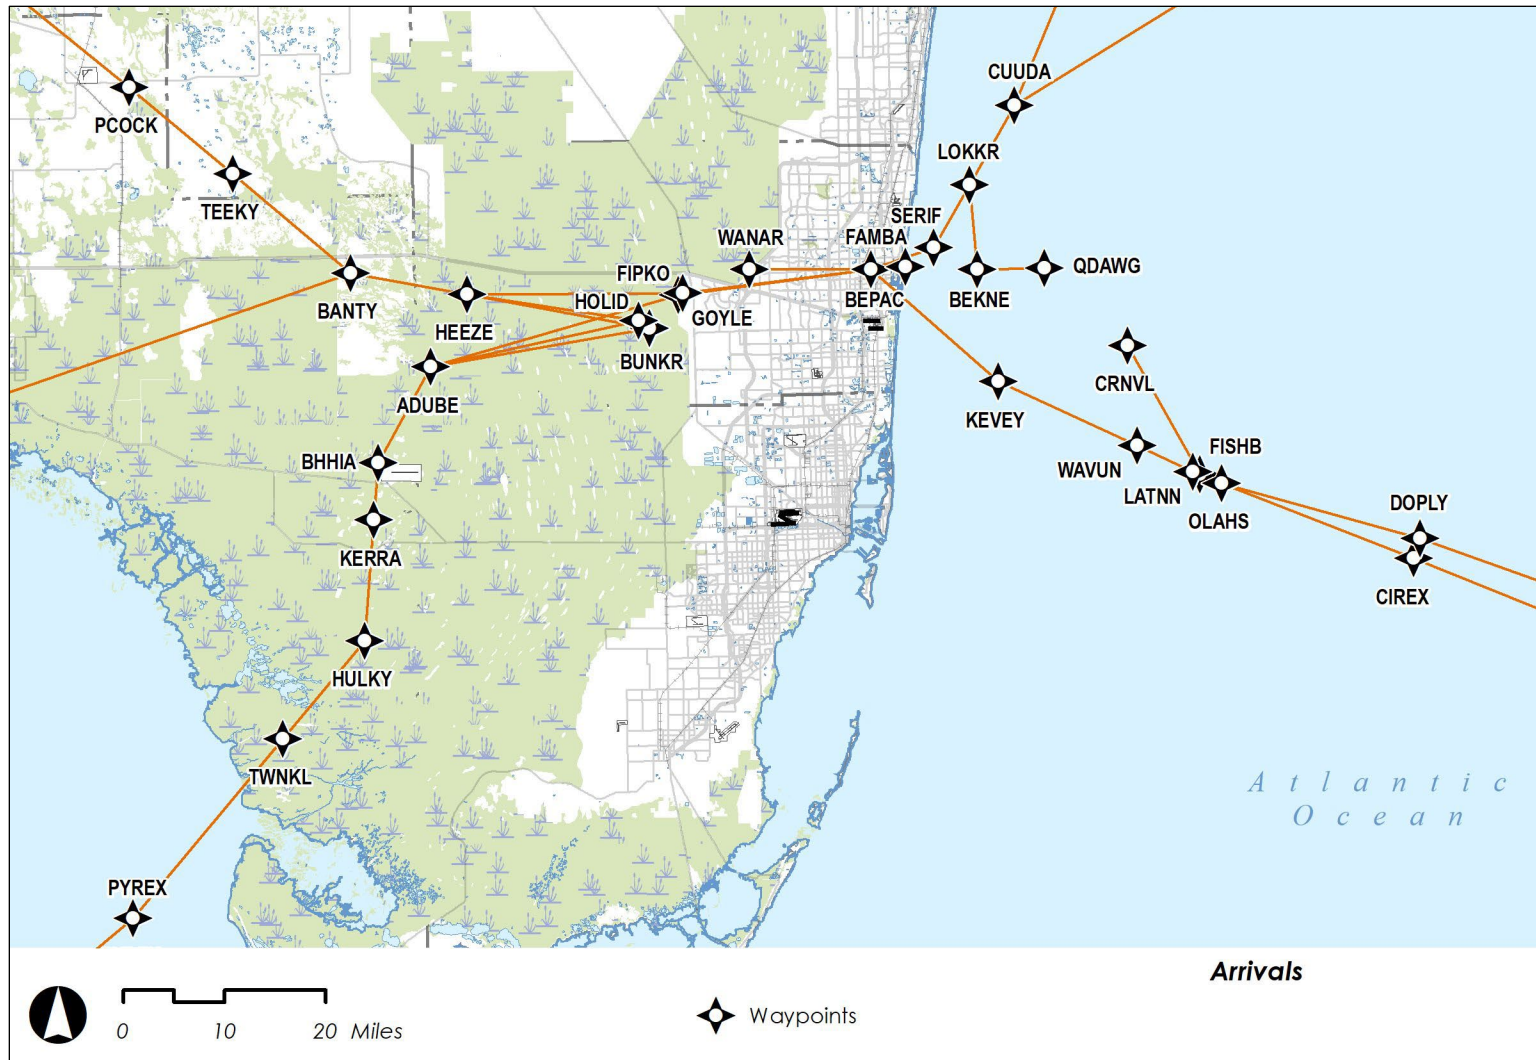 CUUDA
PCOCK
LOKKR
TEEKY
SERIF
WANAR
FAMBA
FIPKO
QDAWG
HOLID
BEPAC
BEKNE
BANTY
HEEZE
GOYLE
BUNKR
CRNVL
ADUBE
KEVEY
FISHB
BHHIA
WAVUN
LATNN
DOPLY
OLAHS
KERRA
CIREX
HULKY
TWNKL
Atlantic
Ocean
PYREX
Arrivals
Waypoints
0 10 20 Miles